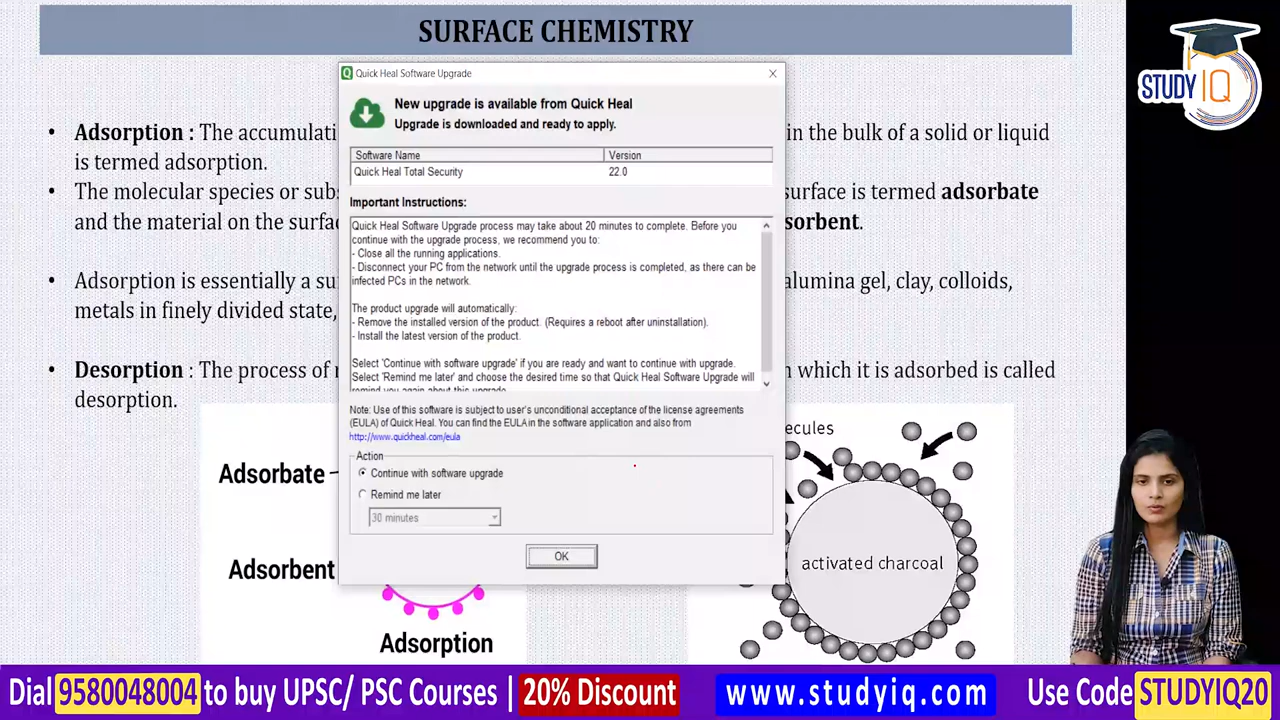 SURFACE CHEMISTRY
STUDY IQ
Quick Heal Software Upgrade
New upgrade is available from Quick Heal
Upgrade is downloaded and ready to apply.
Software Name Version
Quick Heal Total Security 22.0
Important Instructions:
Quick Heal Software Upgrade process may take about 20 minutes to complete. Before you
continue with the upgrade process, we recommend you to:
- Close all the running applications.
- Disconnect your PC from the network until the upgrade process is completed, as there can be
infected PCs in the network.
The product upgrade will automatically:
- Remove the installed version of the product. (Requires a reboot after uninstallation).
- Install the latest version of the product.
Select 'Continue with software upgrade' if you are ready and want to continue with upgrade.
Select 'Remind me later' and choose the desired time so that Quick Heal Software Upgrade will
remind you again about this upgrade
Note: Use of this software is subject to user's unconditional acceptance of the license agreements
(EULA) of Quick Heal. You can find the EULA in the software application and also from
http://www.quickheal.com/eula
Action
Continue with software upgrade
Remind me later
30 minutes
OK
• Adsorption : The accumulati in the bulk of a solid or liquid
is termed adsorption.
• The molecular species or subs surface is termed adsorbate
and the material on the surfa sorbent.
• Adsorption is essentially a su alumina gel, clay, colloids,
metals in finely divided state,
• Desorption : The process of which it is adsorbed is called
desorption.
Adsorbate
Adsorbent
Adsorption
ecules
activated charcoal
Dial 9580048004 to buy UPSC/ PSC Courses | 20% Discount www.studyiq.com Use Code STUDYIQ20